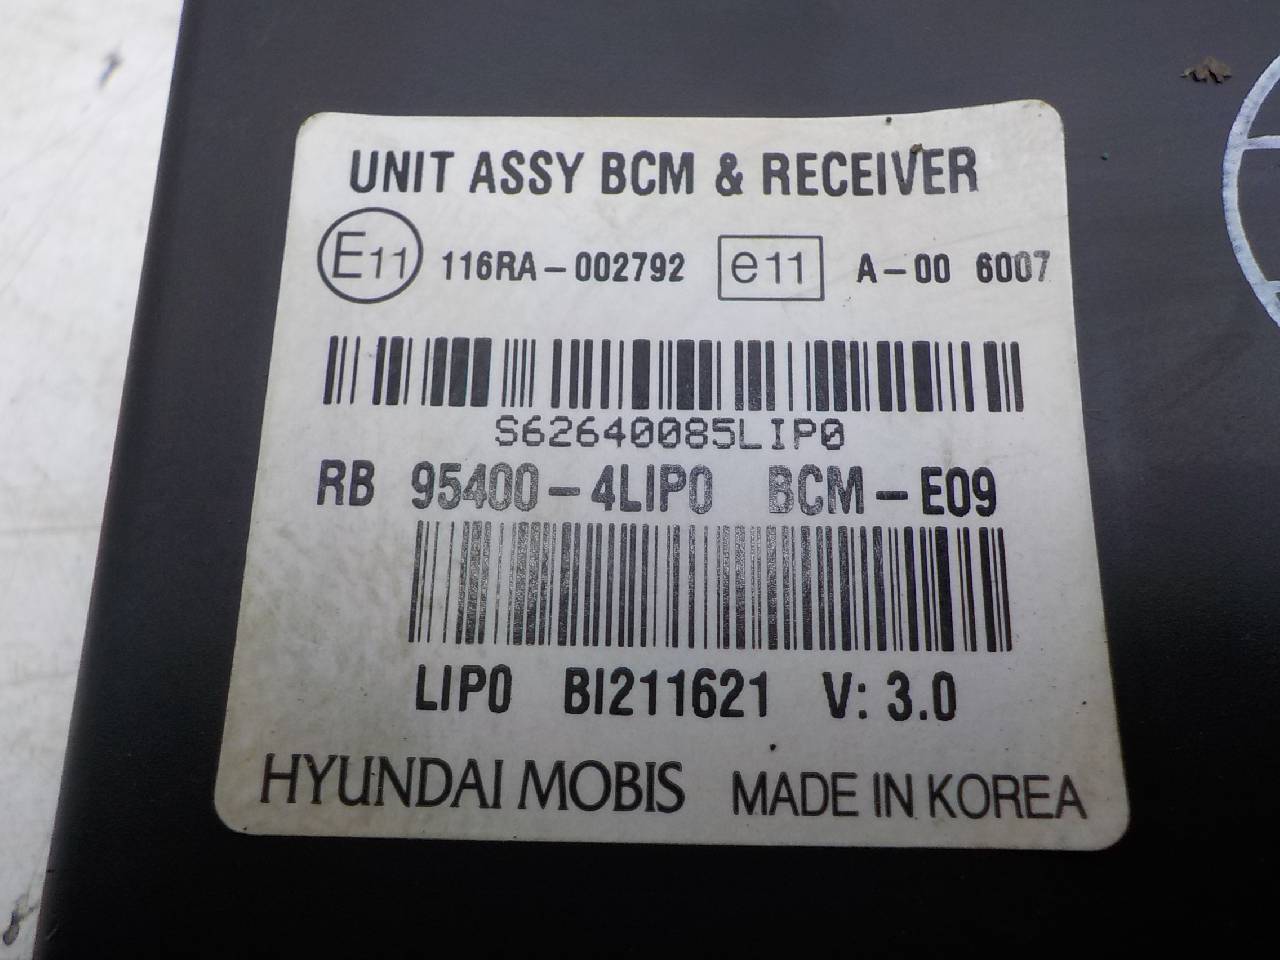 UNIT ASSY BCM & RECEIVER
E11 116RA-002792 e11 A-00 6007
S62640085LIP0
RB 95400-4LIP0 BCM-E09
LIP0 BI211621 V: 3.0
HYUNDAI MOBIS MADE IN KOREA